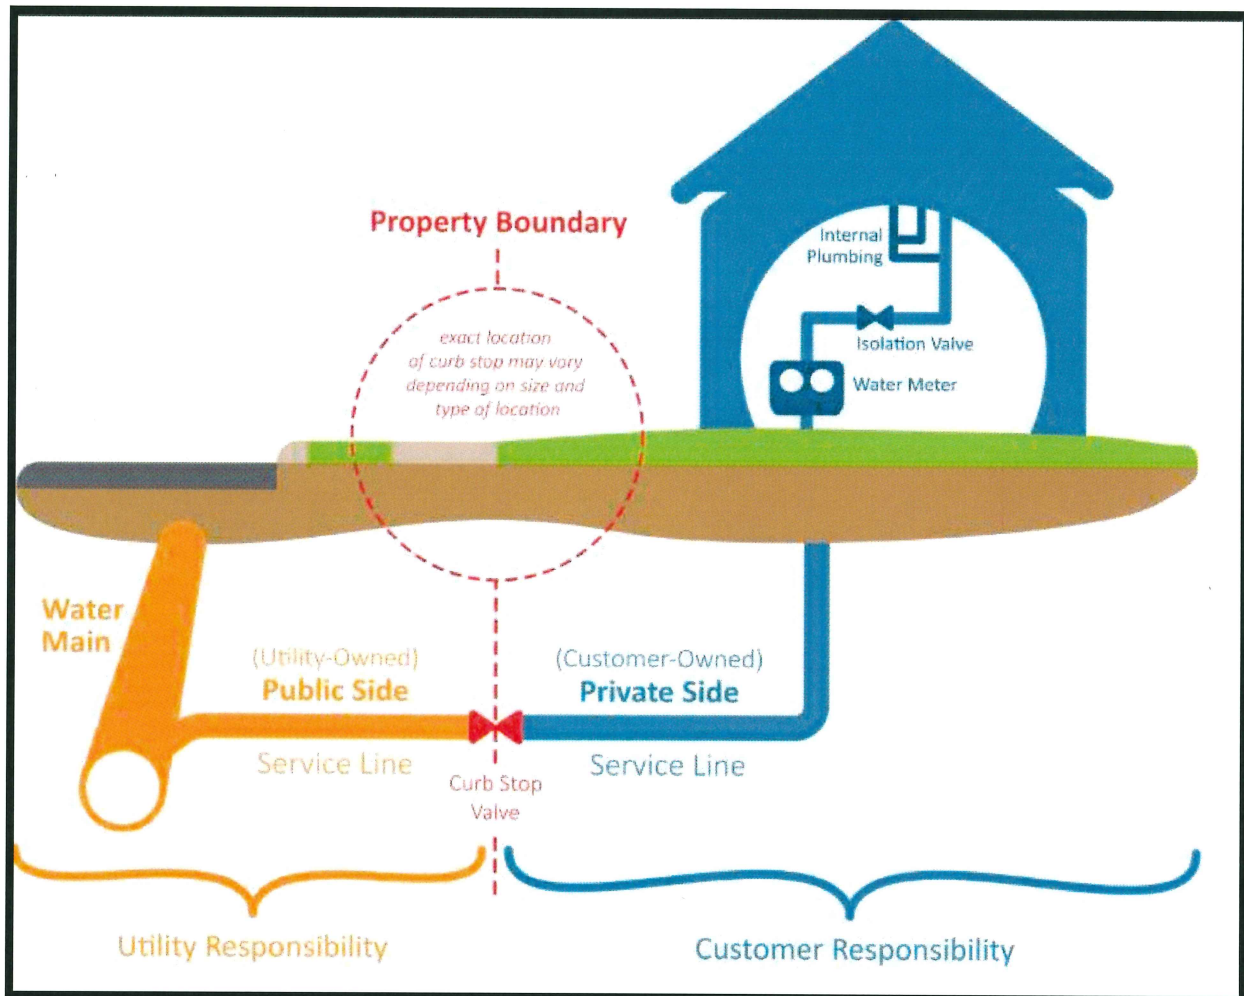 Property Boundary
exact location
of curb stop may vary
depending on size and
type of location
Internal
Plumbing
Isolation Valve
Water Meter
Water
Main
(Utility-Owned)
Public Side
Service Line
(Customer-Owned)
Private Side
Service Line
Curb Stop
Valve
Utility Responsibility
Customer Responsibility